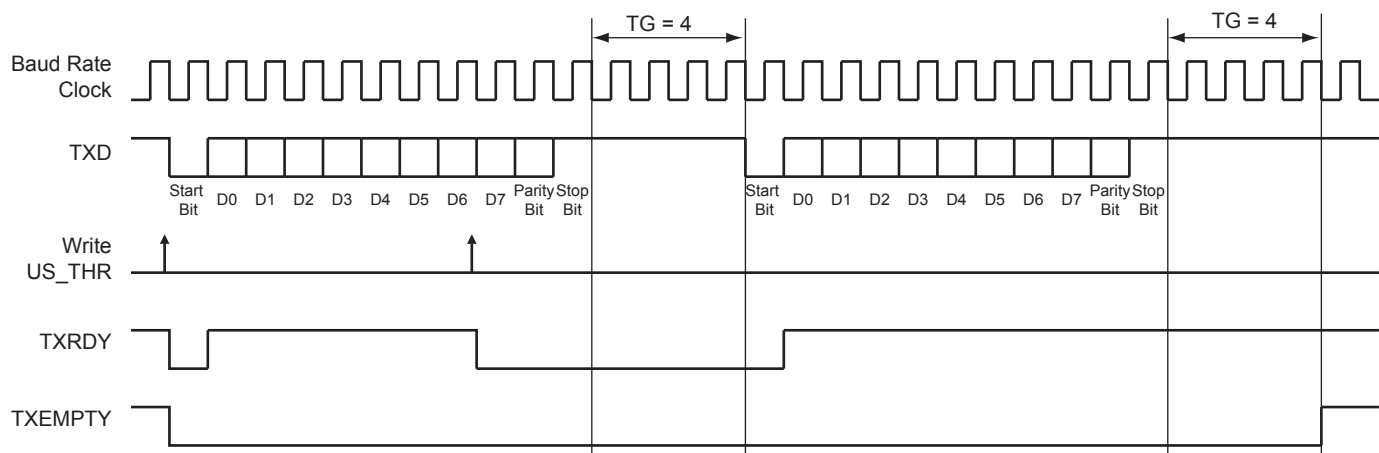 TG = 4
TG = 4
Baud Rate
Clock
TXD
Start
Bit
D0
D1
D2
D3
D4
D5
D6
D7
Parity
Bit
Stop
Bit
Start
Bit
D0
D1
D2
D3
D4
D5
D6
D7
Parity
Bit
Stop
Bit
Write
US_THR
TXRDY
TXEMPTY